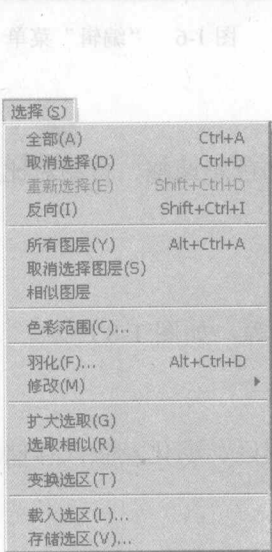 图 1-6 “编辑”菜单
选择(S)
全部(A) Ctrl+A
取消选择(D) Ctrl+D
重新选择(E) Shift+Ctrl+D
反向(I) Shift+Ctrl+I
所有图层(Y) Alt+Ctrl+A
取消选择图层(S)
相似图层
色彩范围(C)...
羽化(F)... Alt+Ctrl+D
修改(M)
扩大选取(G)
选取相似(R)
变换选区(T)
载入选区(L)...
存储选区(V)...